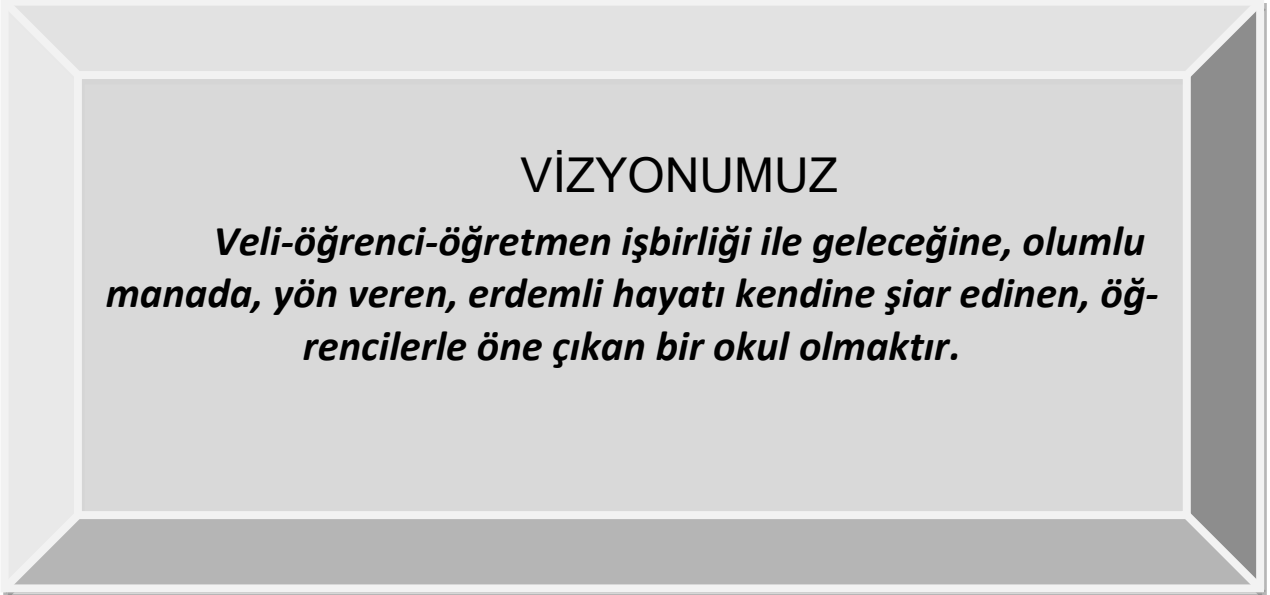 VİZYONUMUZ
Veli-öğrenci-öğretmen işbirliği ile geleceğine, olumlu
manada, yön veren, erdemli hayatı kendine şiar edinen, öğ-
rencilerle öne çıkan bir okul olmaktır.